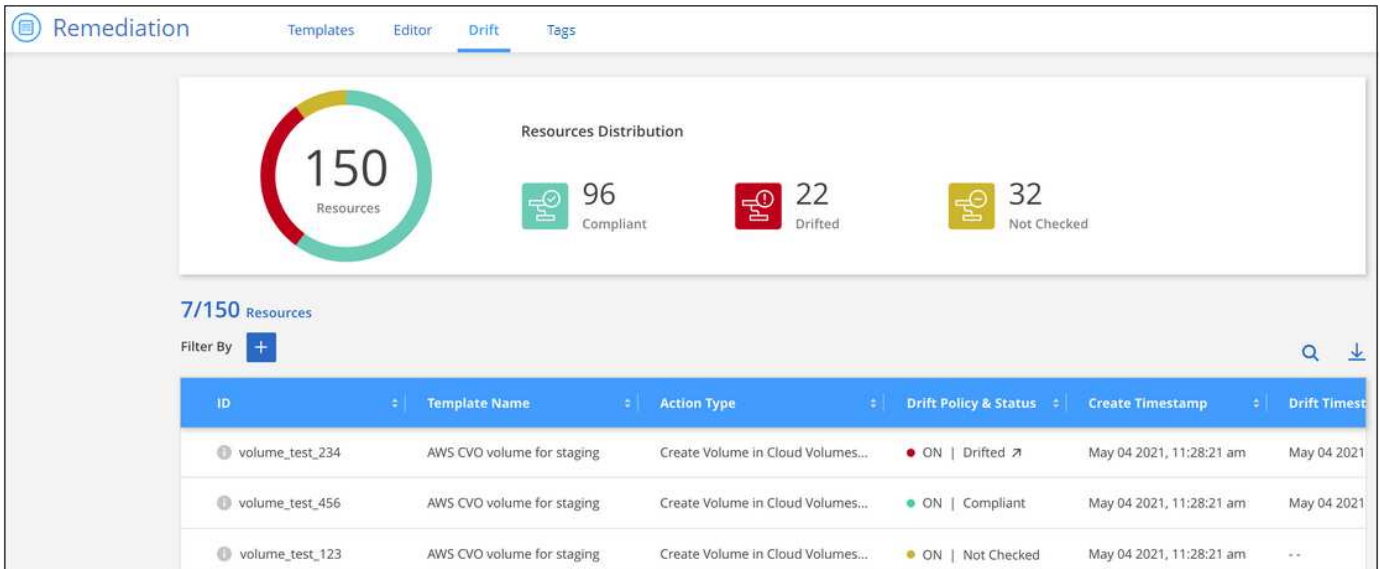 Remediation Templates Editor Drift Tags
150
Resources
Resources Distribution
96 22 32
Compliant Drifted Not Checked
7/150 Resources
Filter By +
ID Template Name Action Type Drift Policy & Status Create Timestamp Drift Timest
volume_test_234 AWS CVO volume for staging Create Volume in Cloud Volumes... ON | Drifted May 04 2021, 11:28:21 am May 04 2021
volume_test_456 AWS CVO volume for staging Create Volume in Cloud Volumes... ON | Compliant May 04 2021, 11:28:21 am May 04 2021
volume_test_123 AWS CVO volume for staging Create Volume in Cloud Volumes... ON | Not Checked May 04 2021, 11:28:21 am - -